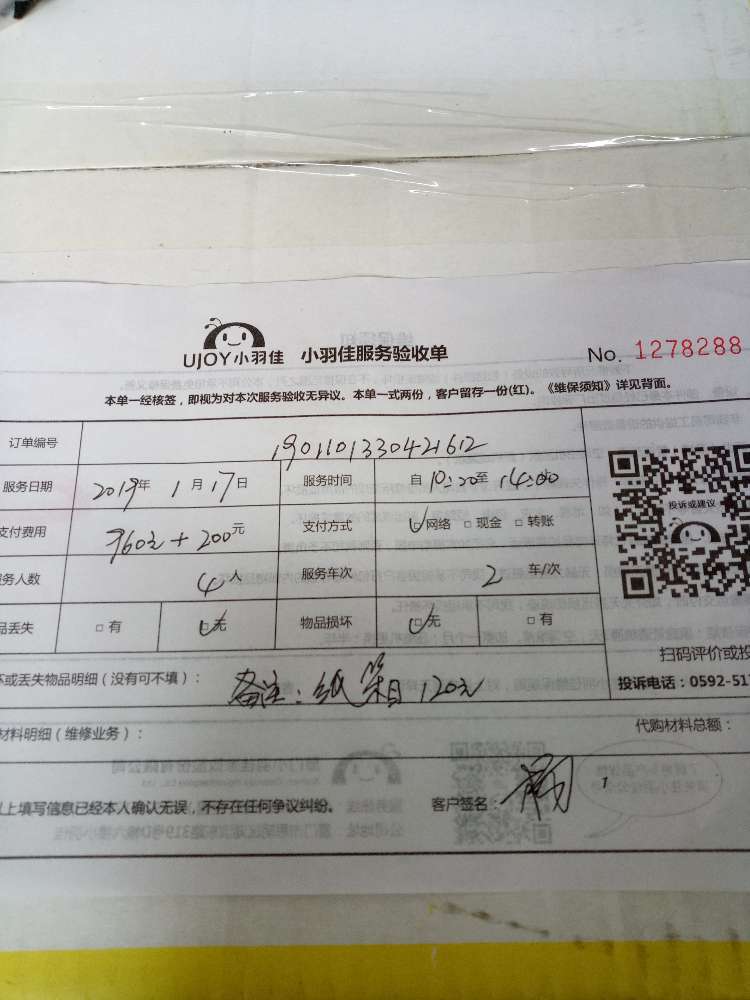 UJOY小羽佳 小羽佳服务验收单 No. 1278288
本单一经核签，即视为对本次服务验收无异议。本单一式两份，客户留存一份(红)。《维保须知》详见背面。
订单编号 1901101330421612
服务日期 2019年 1月17日 服务时间 自 10:20至 14:00
支付费用 960元+200元 支付方式 网络 □ 现金 □ 转账
务人数 4人 服务车次 2 车/次
品丢失 □ 有 无 物品损坏 无 □ 有
投诉或建议
扫码评价或投
坏或丢失物品明细（没有可不填）： 备注：纸箱120元 投诉电话：0592-51
材料明细（维修业务）： 代购材料总额：
以上填写信息已经本人确认无误，不存在任何争议纠纷。 客户签名：